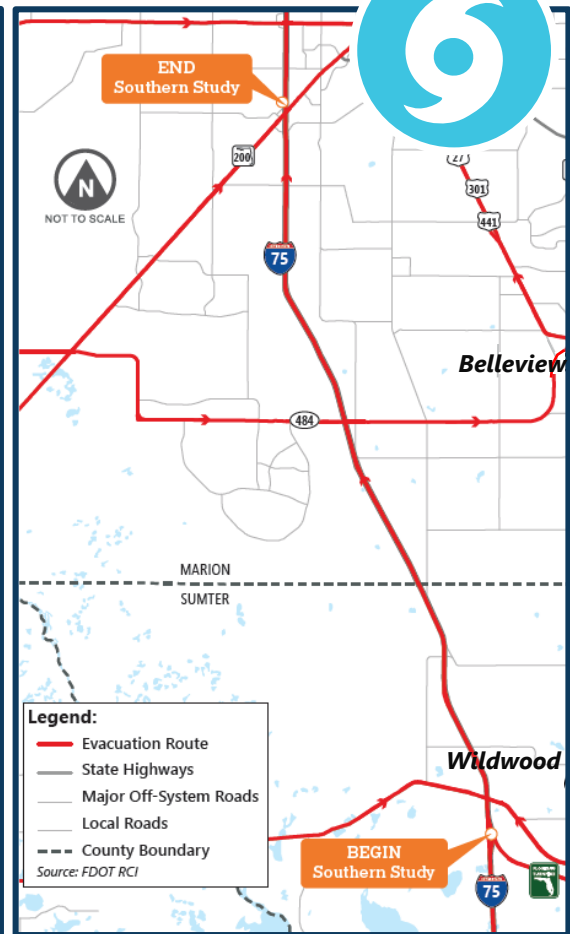 END
Southern Study
200
N
NOT TO SCALE
27
301
441
75
Belleview
484
MARION
SUMTER
Legend:
Evacuation Route
State Highways
Major Off-System Roads
Local Roads
County Boundary
Source: FDOT RCI
Wildwood
BEGIN
Southern Study
75